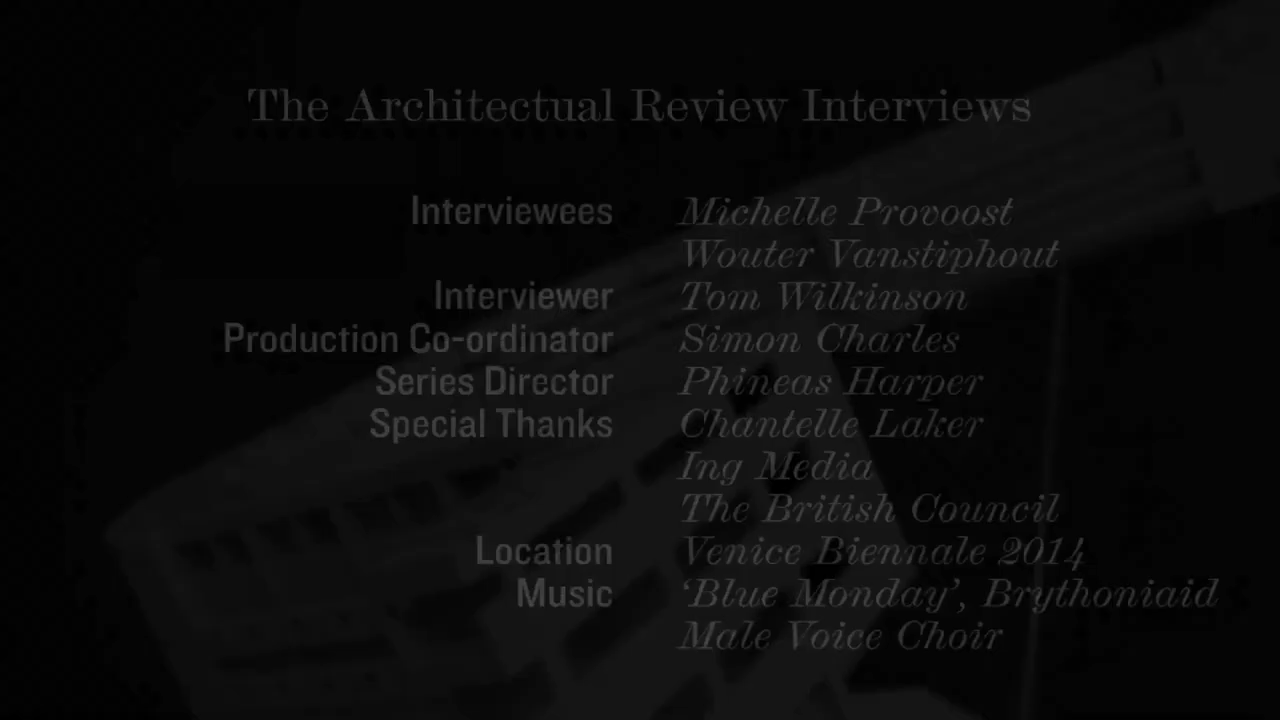 The Architectual Review Interviews
Interviewees Michelle Provoost
Wouter Vanstiphout
Interviewer Tom Wilkinson
Production Co-ordinator Simon Charles
Series Director Phineas Harper
Special Thanks Chantelle Laker
Ing Media
The British Council
Location Venice Biennale 2014
Music ‘Blue Monday’, Brythoniaid
Male Voice Choir